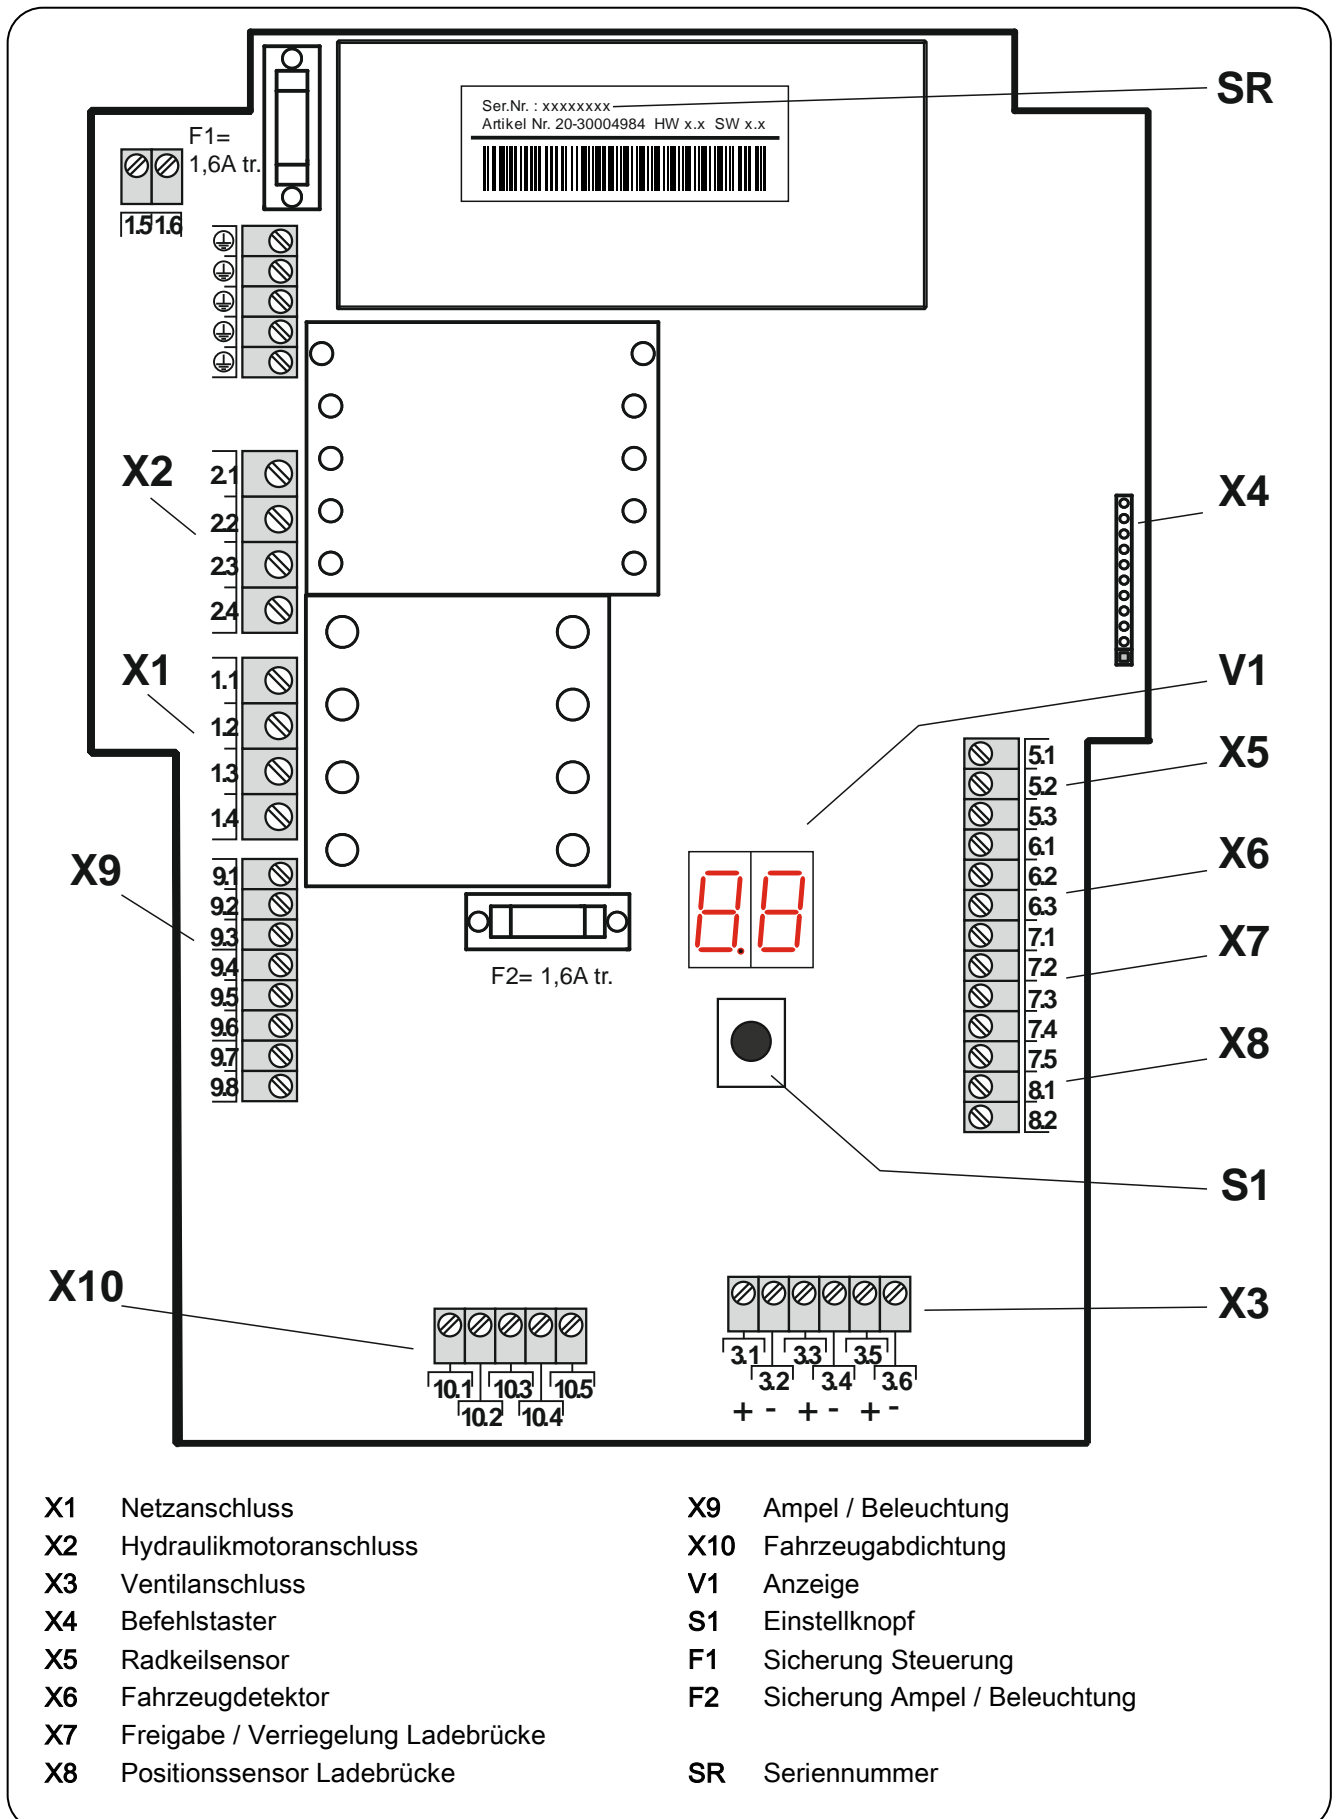 SR
Ser.Nr. : xxxxxxxx
Artikel Nr. 20-30004984 HW x.x SW x.x
F1=
1,6A tr.
1.5 1.6
X2
2.1
2.2
2.3
2.4
X4
X1
1.1
1.2
1.3
1.4
V1
X5
5.1
5.2
5.3
X6
6.1
6.2
6.3
X9
9.1
9.2
9.3
9.4
9.5
9.6
9.7
9.8
8.8
F2= 1,6A tr.
X7
7.1
7.2
7.3
7.4
7.5
X8
8.1
8.2
S1
X10
10.1 10.3 10.5
10.2 10.4
X3
3.1 3.3 3.5
3.2 3.4 3.6
+ - + - + -
X1 Netzanschluss
X2 Hydraulikmotoranschluss
X3 Ventilanschluss
X4 Befehlstaster
X5 Radkeilsensor
X6 Fahrzeugdetektor
X7 Freigabe / Verriegelung Ladebrücke
X8 Positionssensor Ladebrücke
X9 Ampel / Beleuchtung
X10 Fahrzeugabdichtung
V1 Anzeige
S1 Einstellknopf
F1 Sicherung Steuerung
F2 Sicherung Ampel / Beleuchtung
SR Seriennummer